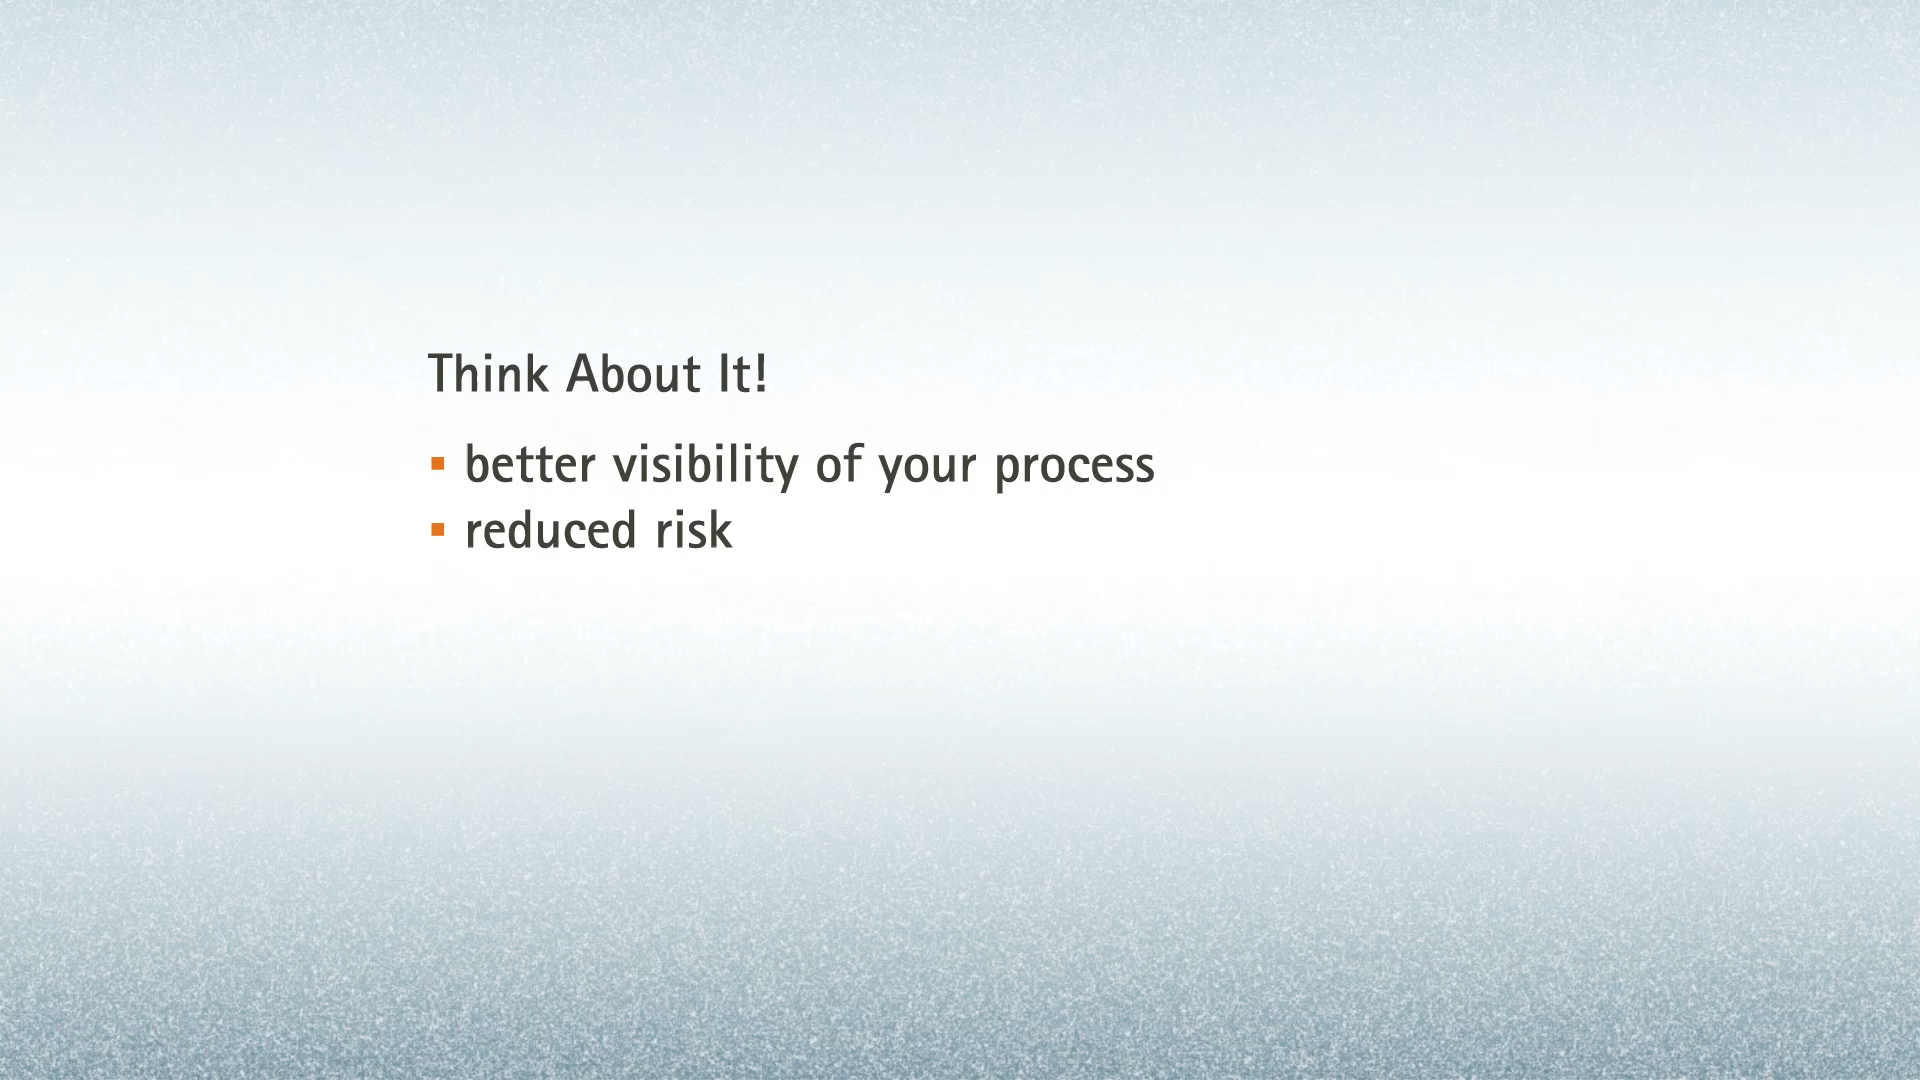 Think About It!
▪ better visibility of your process
▪ reduced risk